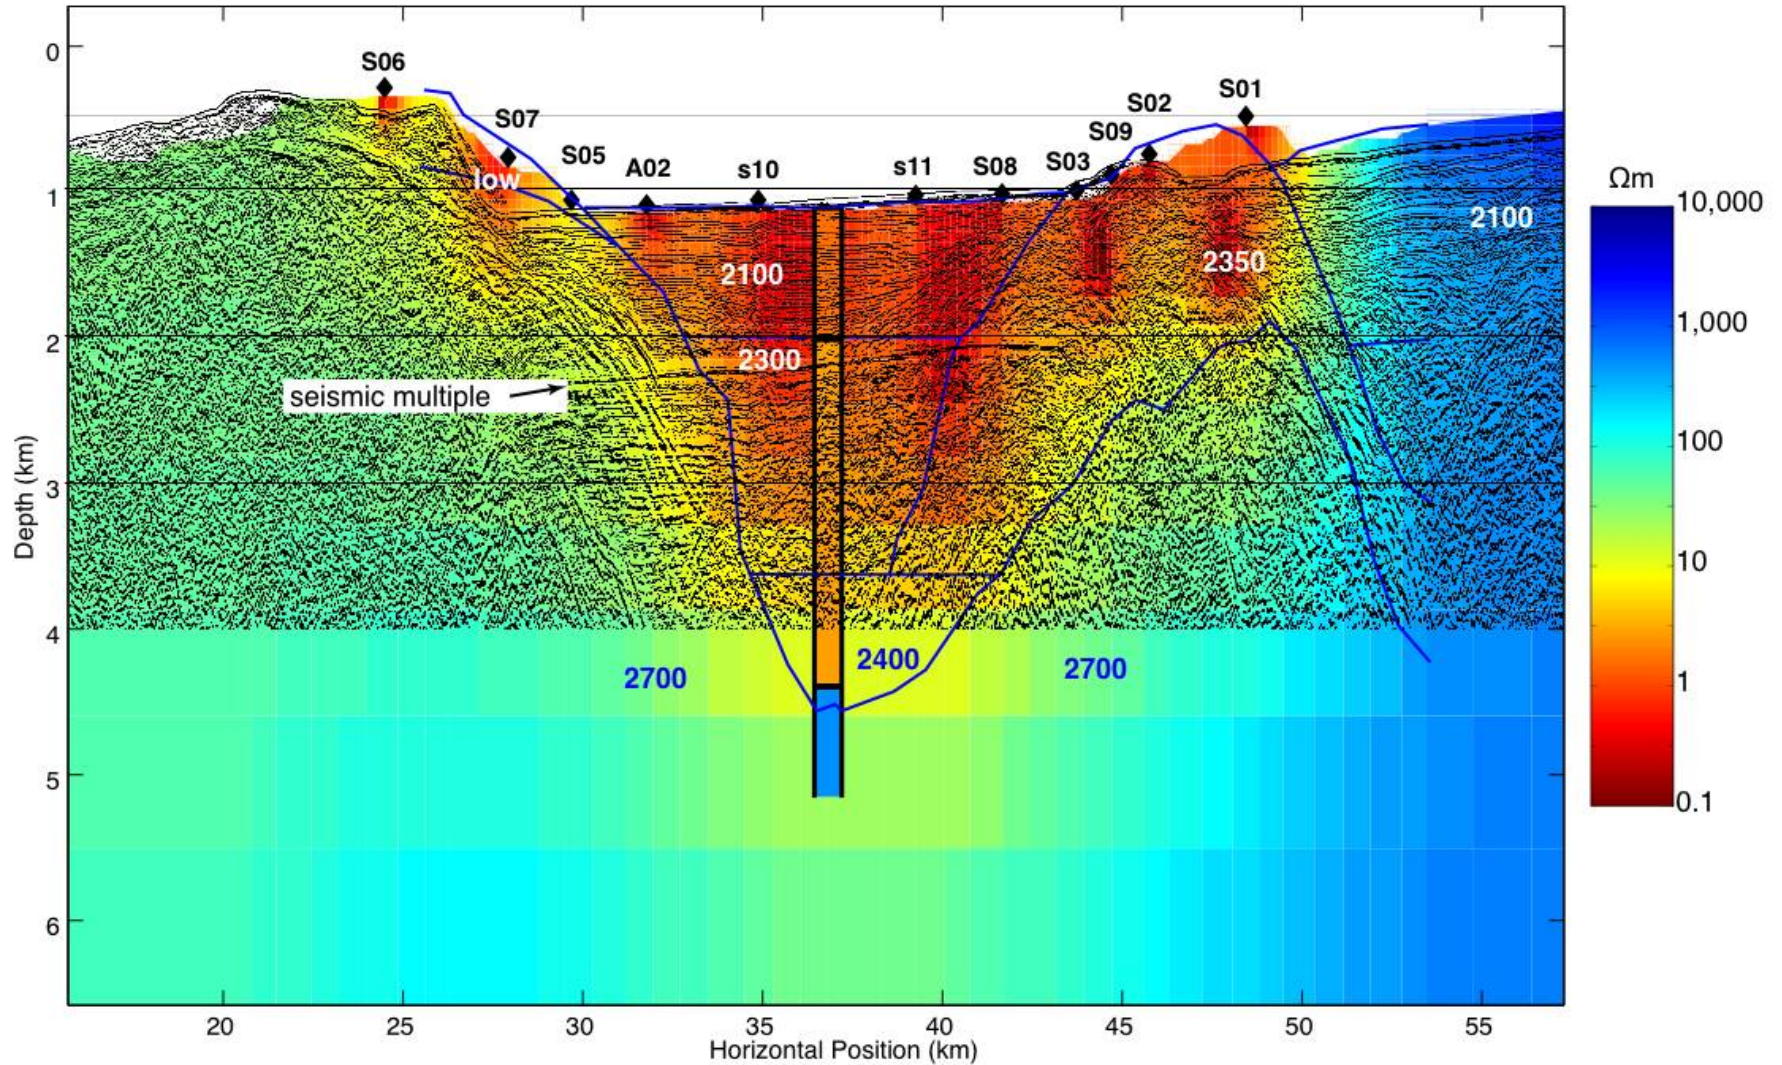 0
S06
S01
S02
S07
S09
S05
A02
s10
s11
S08
S03
Ωm
low
1
10,000
2100
2350
2100
1,000
2
2300
seismic multiple
100
Depth (km)
3
10
4
2400
2700
2700
1
5
0.1
6
20
25
30
35
40
45
50
55
Horizontal Position (km)